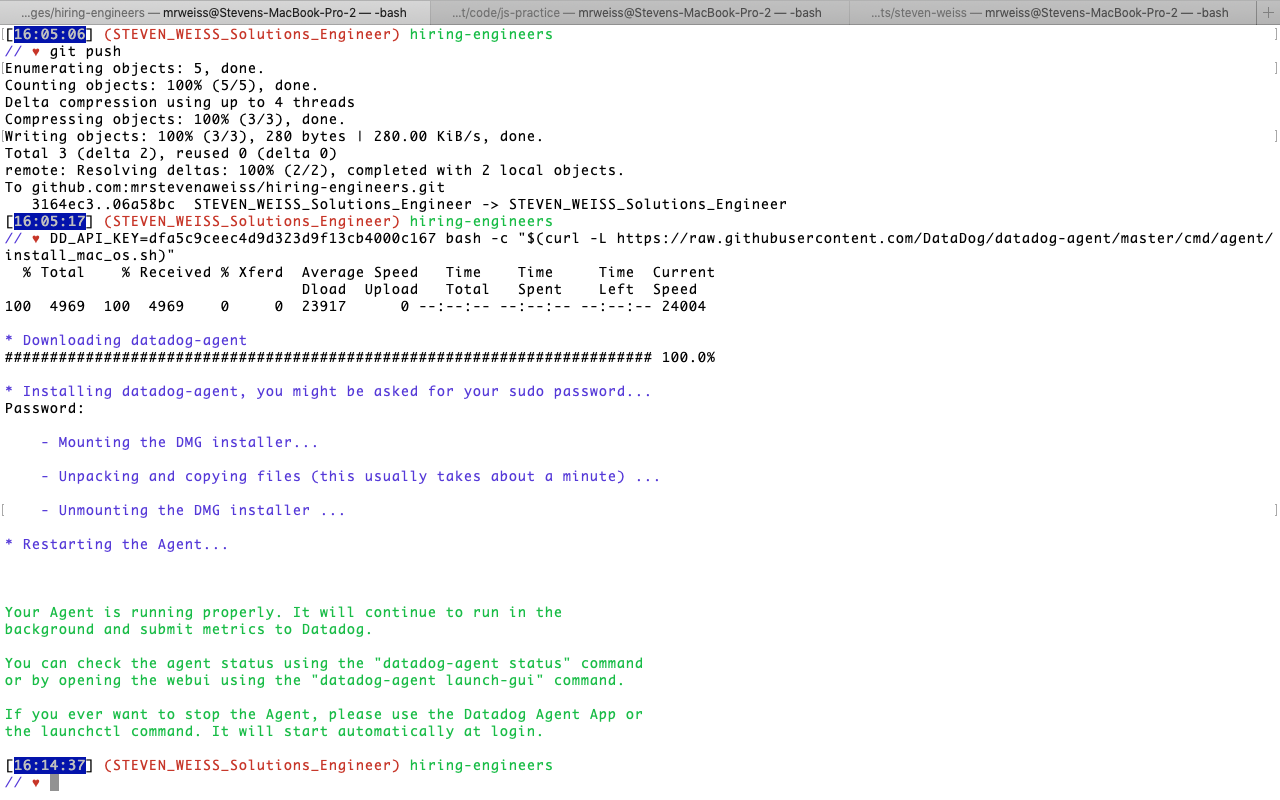 ...ges/hiring-engineers — mrweiss@Stevens-MacBook-Pro-2 — -bash ...t/code/js-practice — mrweiss@Stevens-MacBook-Pro-2 — -bash ...ts/steven-weiss — mrweiss@Stevens-MacBook-Pro-2 — -bash +
[16:05:06] (STEVEN_WEISS_Solutions_Engineer) hiring-engineers
// ♥ git push
Enumerating objects: 5, done.
Counting objects: 100% (5/5), done.
Delta compression using up to 4 threads
Compressing objects: 100% (3/3), done.
Writing objects: 100% (3/3), 280 bytes | 280.00 KiB/s, done.
Total 3 (delta 2), reused 0 (delta 0)
remote: Resolving deltas: 100% (2/2), completed with 2 local objects.
To github.com:mrstevenaweiss/hiring-engineers.git
   3164ec3..06a58bc  STEVEN_WEISS_Solutions_Engineer -> STEVEN_WEISS_Solutions_Engineer
[16:05:17] (STEVEN_WEISS_Solutions_Engineer) hiring-engineers
// ♥ DD_API_KEY=dfa5c9ceec4d9d323d9f13cb4000c167 bash -c "$(curl -L https://raw.githubusercontent.com/DataDog/datadog-agent/master/cmd/agent/
install_mac_os.sh)"
  % Total    % Received % Xferd  Average Speed   Time    Time     Time  Current
                                 Dload  Upload   Total   Spent    Left  Speed
100  4969  100  4969    0     0  23917      0 --:--:-- --:--:-- --:--:-- 24004
* Downloading datadog-agent
######################################################################## 100.0%
* Installing datadog-agent, you might be asked for your sudo password...
Password:
    - Mounting the DMG installer...
    - Unpacking and copying files (this usually takes about a minute) ...
    - Unmounting the DMG installer ...
* Restarting the Agent...
Your Agent is running properly. It will continue to run in the
background and submit metrics to Datadog.
You can check the agent status using the "datadog-agent status" command
or by opening the webui using the "datadog-agent launch-gui" command.
If you ever want to stop the Agent, please use the Datadog Agent App or
the launchctl command. It will start automatically at login.
[16:14:37] (STEVEN_WEISS_Solutions_Engineer) hiring-engineers
// ♥